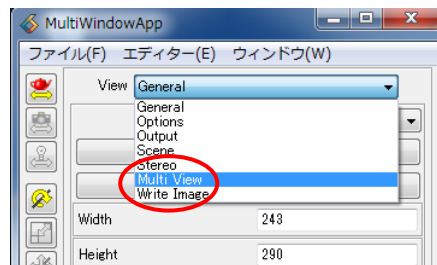 MultiWindowApp
ファイル(F) エディター(E) ウィンドウ(W)
View General
General
Options
Output
Scene
Stereo
Multi View
Write Image
Width 243
Height 290